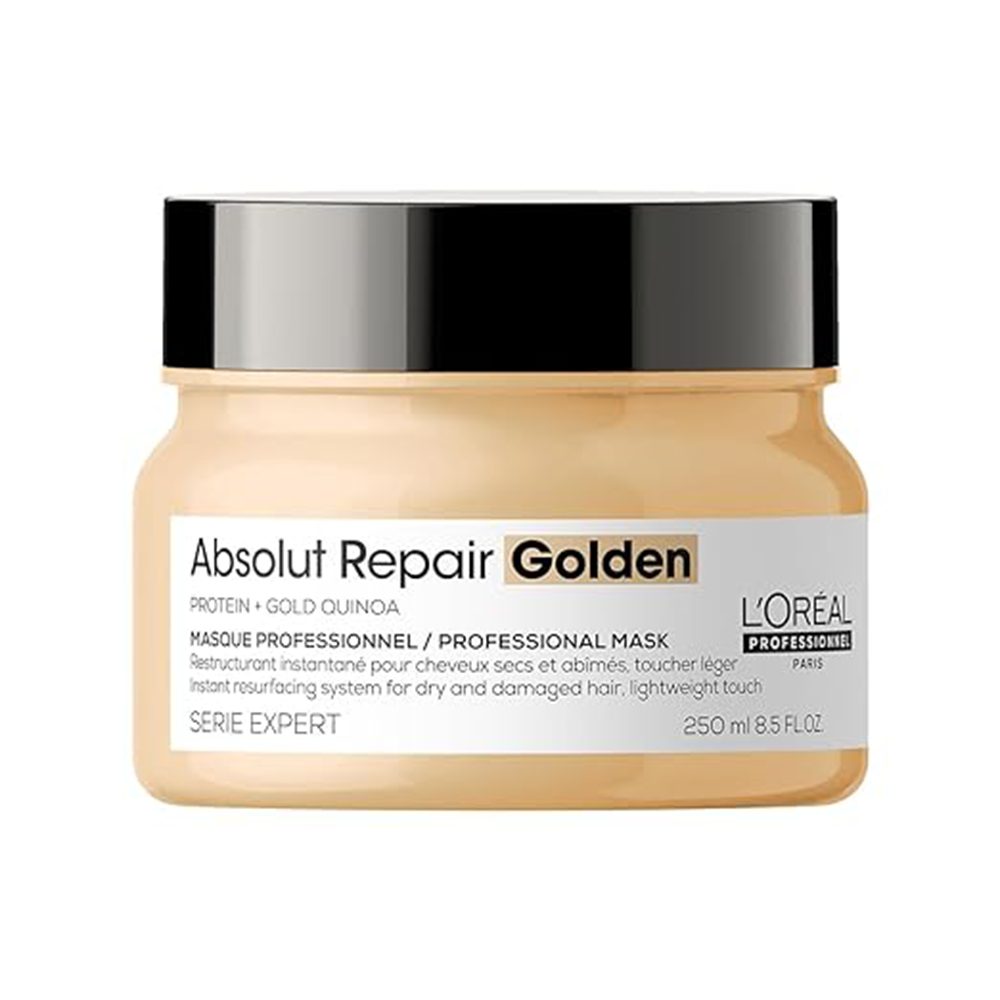 Absolut Repair Golden
PROTEIN + GOLD QUINOA
MASQUE PROFESSIONNEL / PROFESSIONAL MASK
Restructurant instantané pour cheveux secs et abîmés, toucher léger
Instant resurfacing system for dry and damaged hair, lightweight touch
SERIE EXPERT
L'ORÉAL
PROFESSIONNEL
PARIS
250 ml 8.5 FL.OZ.